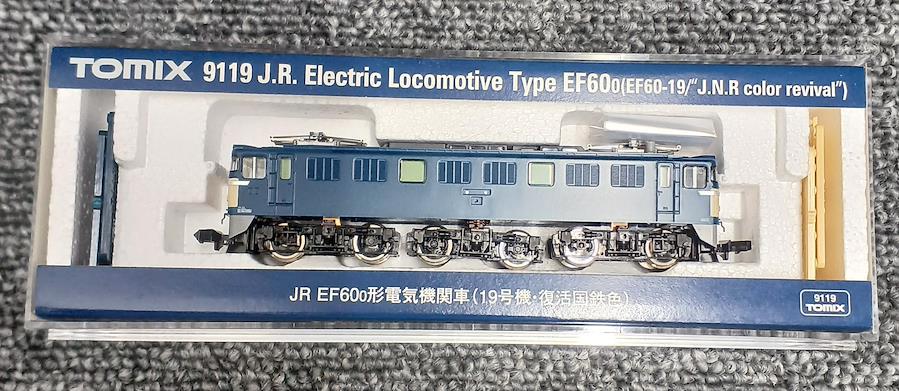 TOMIX 9119 J.R. Electric Locomotive Type EF600(EF60-19/“J.N.R color revival”)
JR EF600形電気機関車(19号機・復活国鉄色)
9119
TOMIX